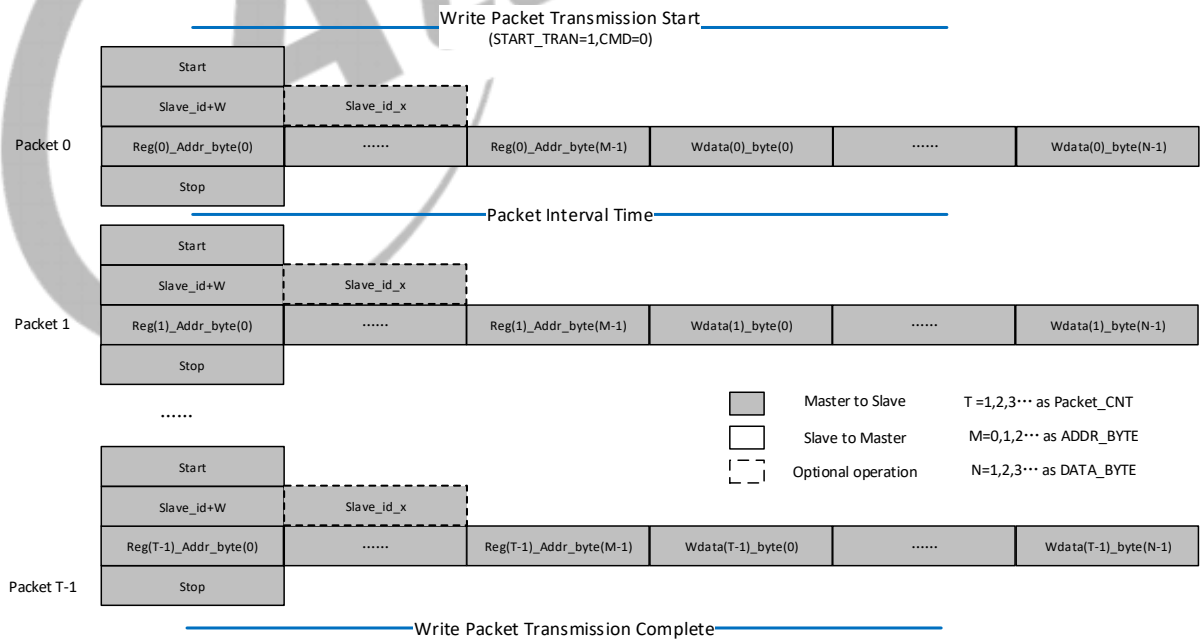 Write Packet Transmission Start
(START_TRAN=1,CMD=0)
Start
Slave_id+W Slave_id_x
Packet 0 Reg(0)_Addr_byte(0) ...... Reg(0)_Addr_byte(M-1) Wdata(0)_byte(0) ...... Wdata(0)_byte(N-1)
Stop
Packet Interval Time
Start
Slave_id+W Slave_id_x
Packet 1 Reg(1)_Addr_byte(0) ...... Reg(1)_Addr_byte(M-1) Wdata(1)_byte(0) ...... Wdata(1)_byte(N-1)
Stop
......
Master to Slave T =1,2,3··· as Packet_CNT
Slave to Master M=0,1,2··· as ADDR_BYTE
Optional operation N=1,2,3··· as DATA_BYTE
Start
Slave_id+W Slave_id_x
Reg(T-1)_Addr_byte(0) ...... Reg(T-1)_Addr_byte(M-1) Wdata(T-1)_byte(0) ...... Wdata(T-1)_byte(N-1)
Packet T-1 Stop
Write Packet Transmission Complete